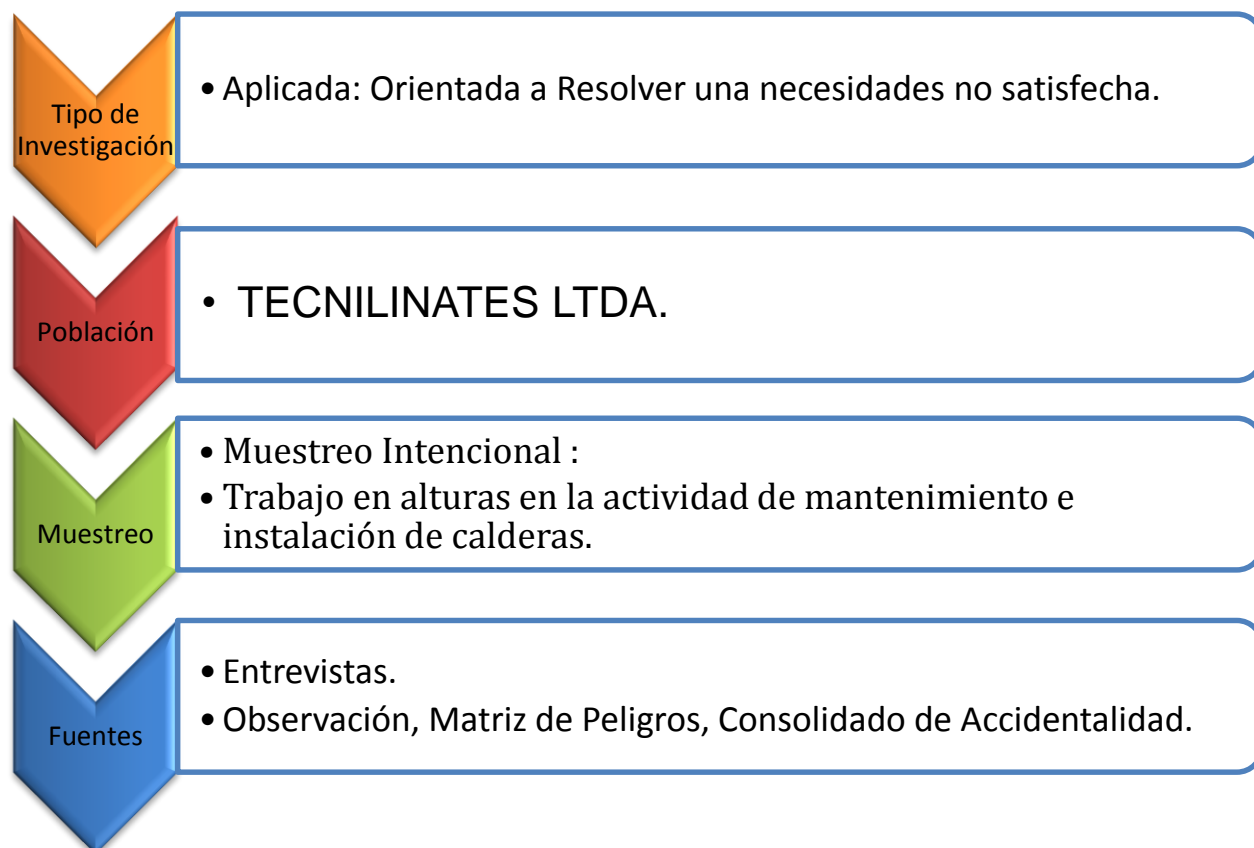 Tipo de
Investigación
• Aplicada: Orientada a Resolver una necesidades no satisfecha.
Población
• TECNILINATES LTDA.
Muestreo
• Muestreo Intencional :
• Trabajo en alturas en la actividad de mantenimiento e
instalación de calderas.
Fuentes
• Entrevistas.
• Observación, Matriz de Peligros, Consolidado de Accidentalidad.